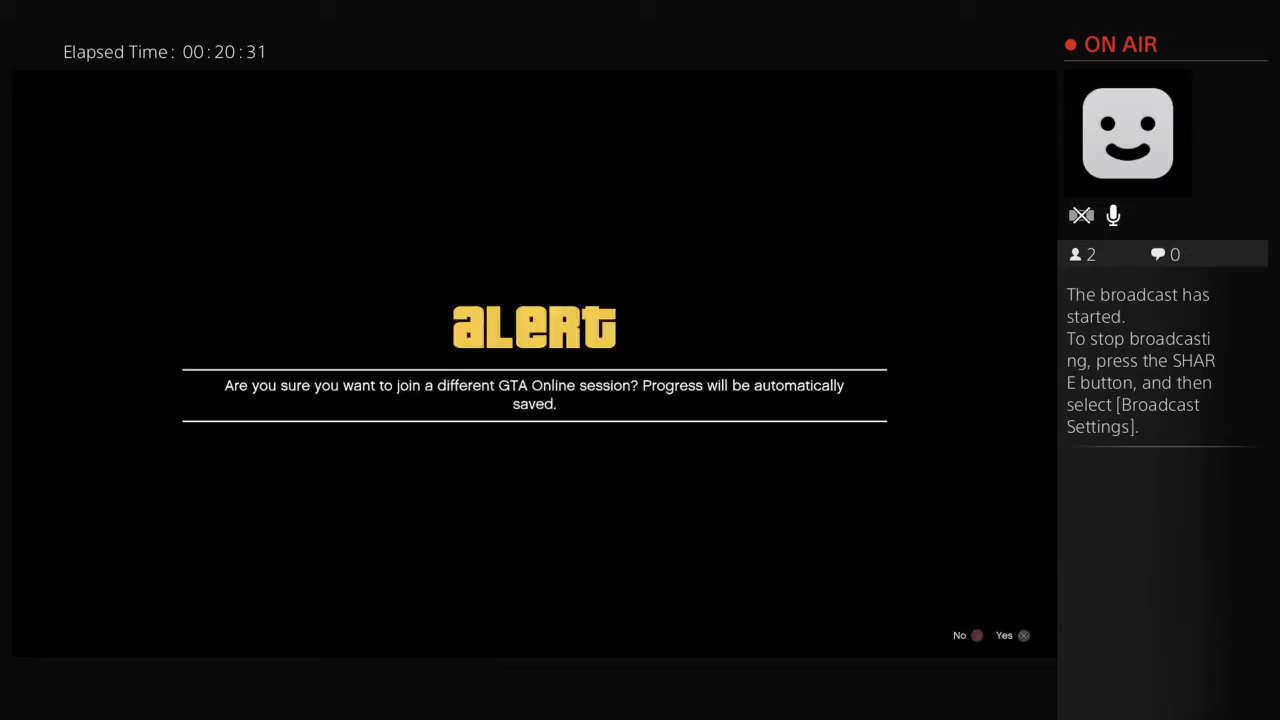 Elapsed Time: 00:20:31
ON AIR
2 0
The broadcast has
started.
To stop broadcasti
ng, press the SHAR
E button, and then
select [Broadcast
Settings].
alert
Are you sure you want to join a different GTA Online session? Progress will be automatically
saved.
No Yes